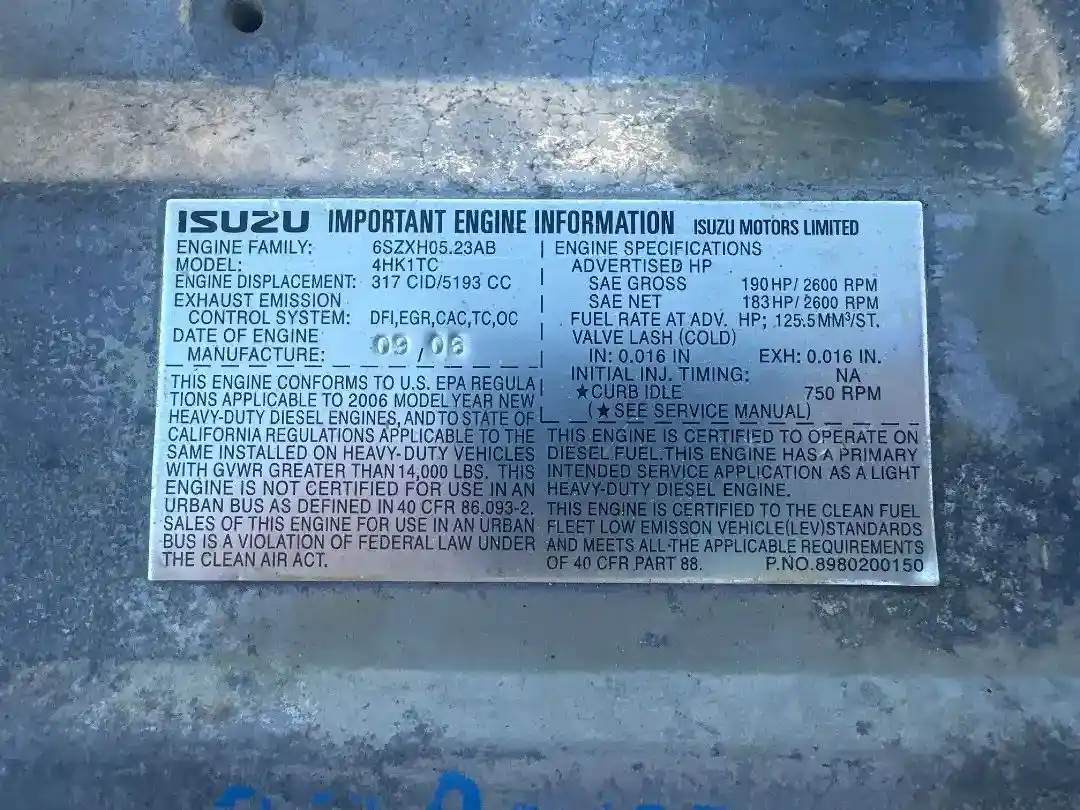 ISUZU IMPORTANT ENGINE INFORMATION ISUZU MOTORS LIMITED
ENGINE FAMILY: 6SZXH05.23AB
MODEL: 4HK1TC
ENGINE DISPLACEMENT: 317 CID/5193 CC
EXHAUST EMISSION
CONTROL SYSTEM: DFI,EGR,CAC,TC,OC
DATE OF ENGINE
MANUFACTURE: 09 / 06
THIS ENGINE CONFORMS TO U.S. EPA REGULA
TIONS APPLICABLE TO 2006 MODEL YEAR NEW
HEAVY-DUTY DIESEL ENGINES, AND TO STATE OF
CALIFORNIA REGULATIONS APPLICABLE TO THE
SAME INSTALLED ON HEAVY-DUTY VEHICLES
WITH GVWR GREATER THAN 14,000 LBS. THIS
ENGINE IS NOT CERTIFIED FOR USE IN AN
URBAN BUS AS DEFINED IN 40 CFR 86.093-2.
SALES OF THIS ENGINE FOR USE IN AN URBAN
BUS IS A VIOLATION OF FEDERAL LAW UNDER
THE CLEAN AIR ACT.
ENGINE SPECIFICATIONS
ADVERTISED HP
SAE GROSS 190 HP/ 2600 RPM
SAE NET 183 HP/ 2600 RPM
FUEL RATE AT ADV. HP; 125.5 MM³/ST.
VALVE LASH (COLD)
IN: 0.016 IN EXH: 0.016 IN.
INITIAL INJ. TIMING: NA
★CURB IDLE 750 RPM
(★SEE SERVICE MANUAL)
THIS ENGINE IS CERTIFIED TO OPERATE ON
DIESEL FUEL. THIS ENGINE HAS A PRIMARY
INTENDED SERVICE APPLICATION AS A LIGHT
HEAVY-DUTY DIESEL ENGINE.
THIS ENGINE IS CERTIFIED TO THE CLEAN FUEL
FLEET LOW EMISSON VEHICLE(LEV)STANDARDS
AND MEETS ALL THE APPLICABLE REQUIREMENTS
OF 40 CFR PART 88. P.NO.8980200150